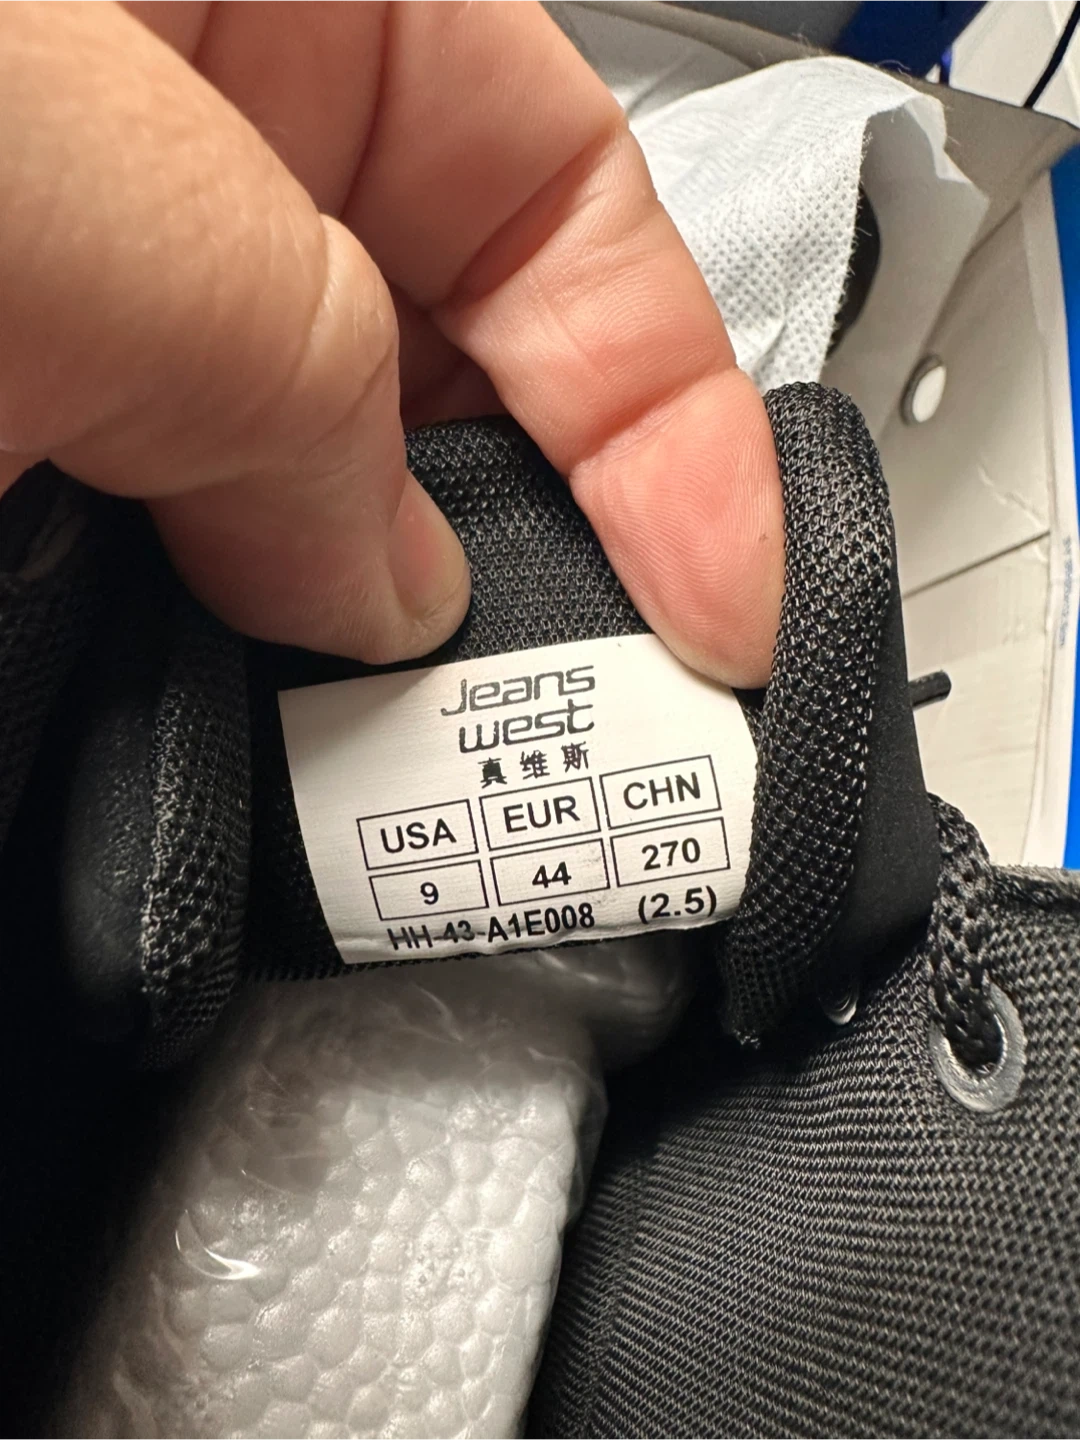 Jeans
west
真维斯
USA EUR CHN
9 44 270
HH-43-A1E008 (2.5)